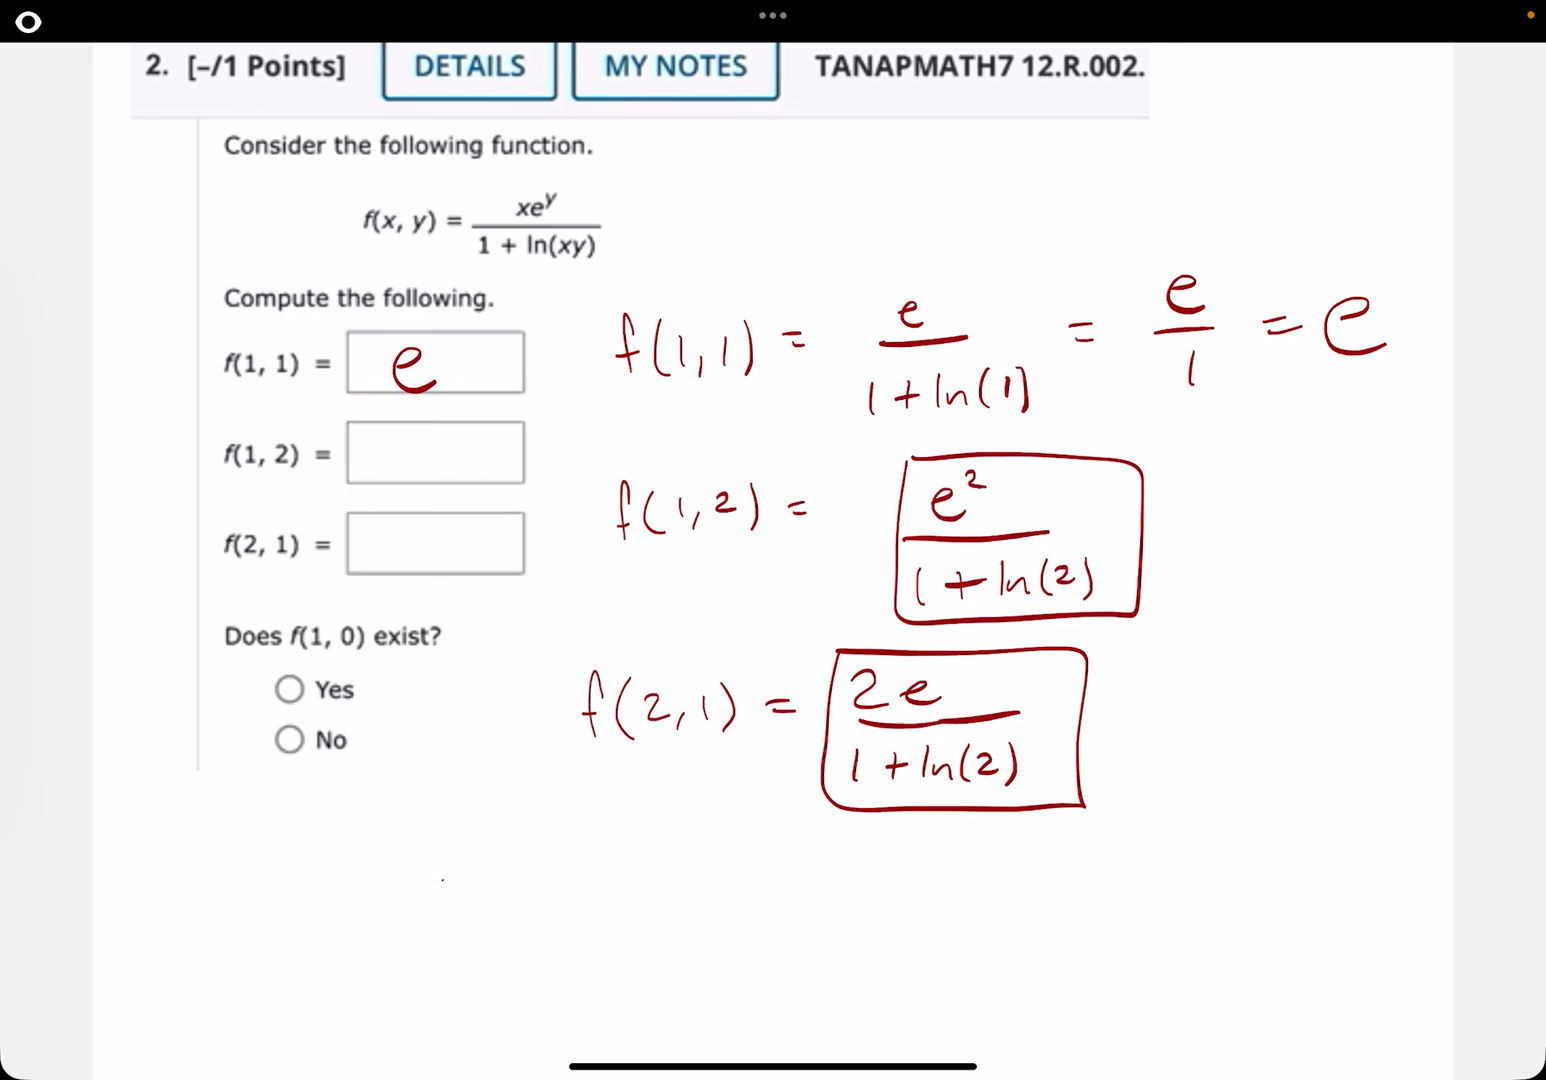 2. [–/1 Points] DETAILS MY NOTES TANAPMATH7 12.R.002.
Consider the following function.
f(x, y) = xe^y / 1 + ln(xy)
Compute the following.
f(1, 1) = e
f(1,1) = e / 1+ln(1) = e / 1 = e
f(1, 2) =
f(1,2) = e^2 / 1+ln(2)
f(2, 1) =
f(2,1) = 2e / 1+ln(2)
Does f(1, 0) exist?
Yes
No